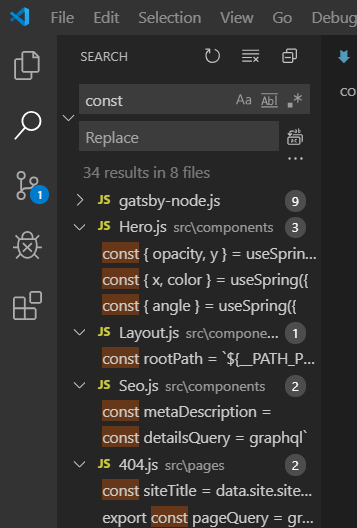 File Edit Selection View Go Debug
SEARCH
const Aa Abl .*
CO
Replace
34 results in 8 files
JS gatsby-node.js 9
JS Hero.js src\components 3
const { opacity, y } = useSprin...
const { x, color } = useSpring({
const { angle } = useSpring({
JS Layout.js src\compone... 1
const rootPath = `${__PATH_P...
JS Seo.js src\components 2
const metaDescription =
const detailsQuery = graphql`
JS 404.js src\pages 2
const siteTitle = data.site.site...
export const pageQuery = gr...
1